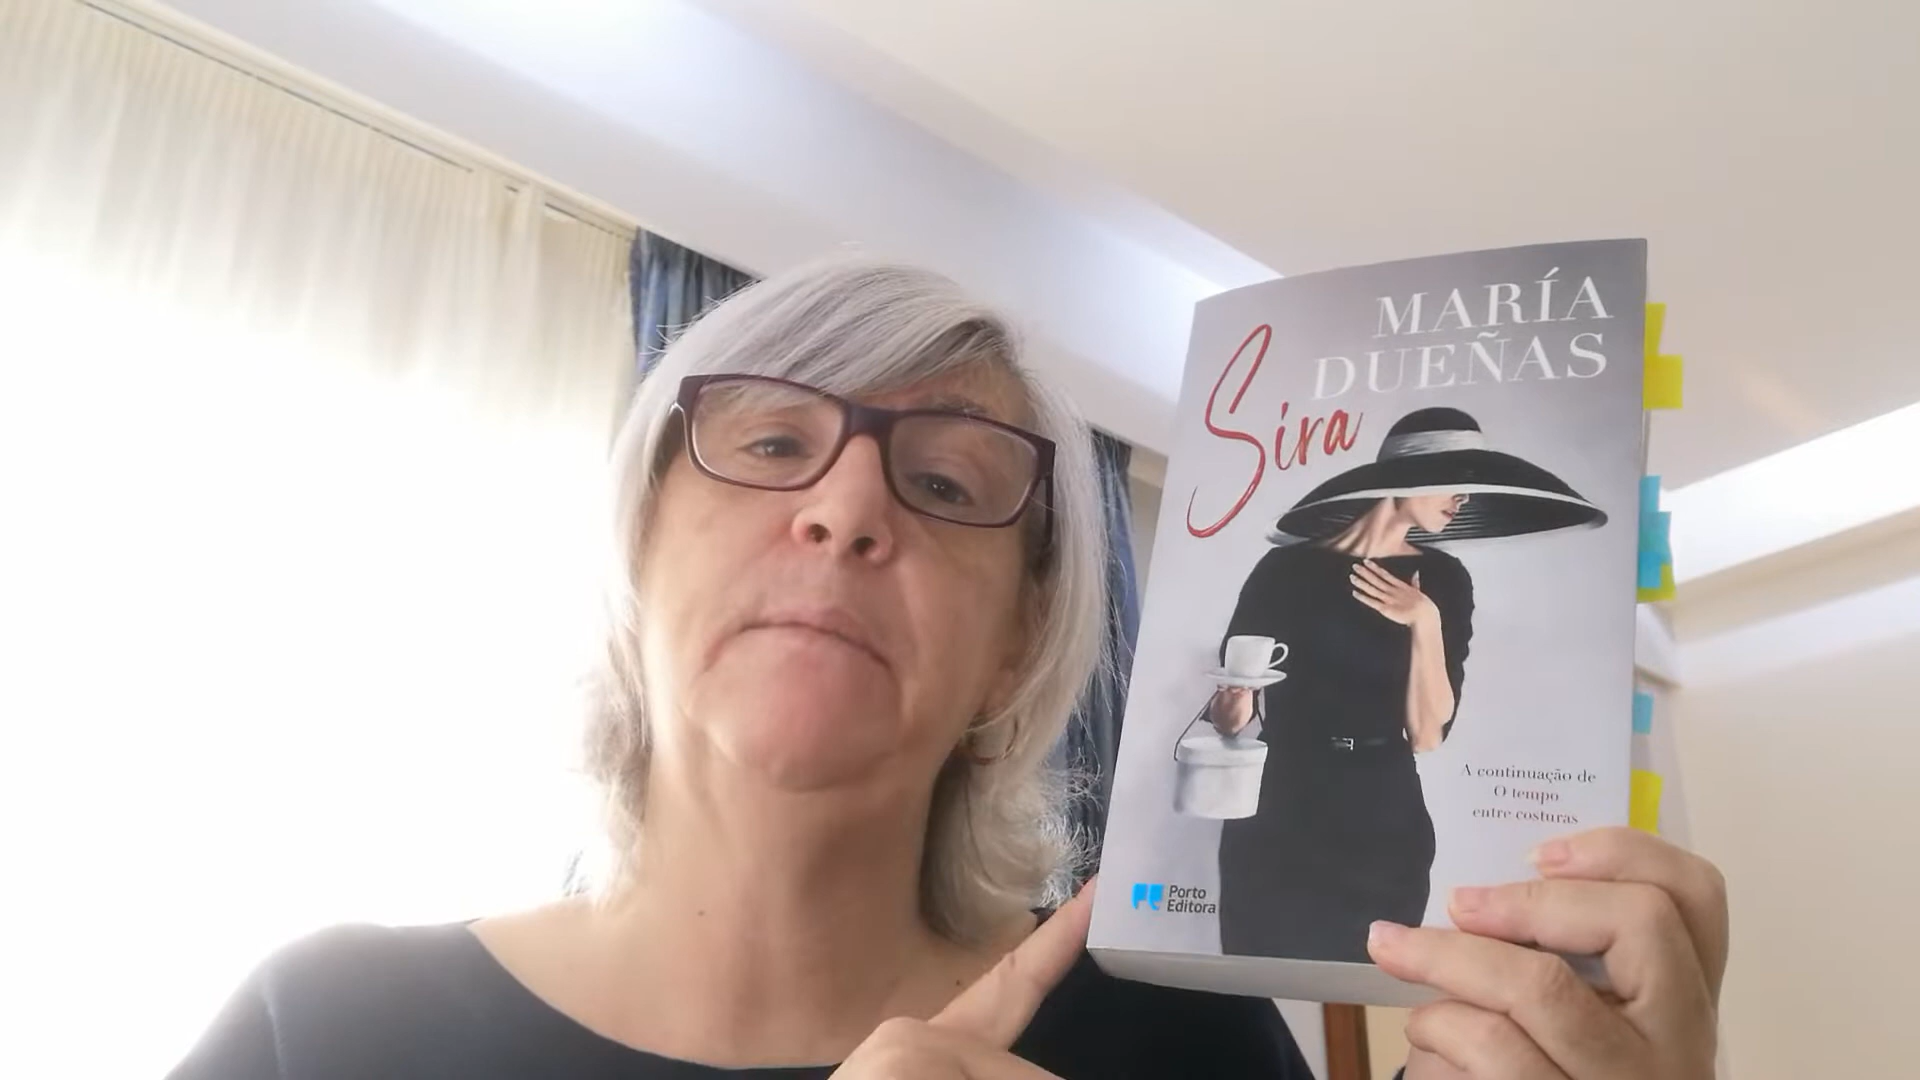 MARÍA
DUEÑAS
Sira
A continuação de
O tempo
entre costuras
Porto
Editora